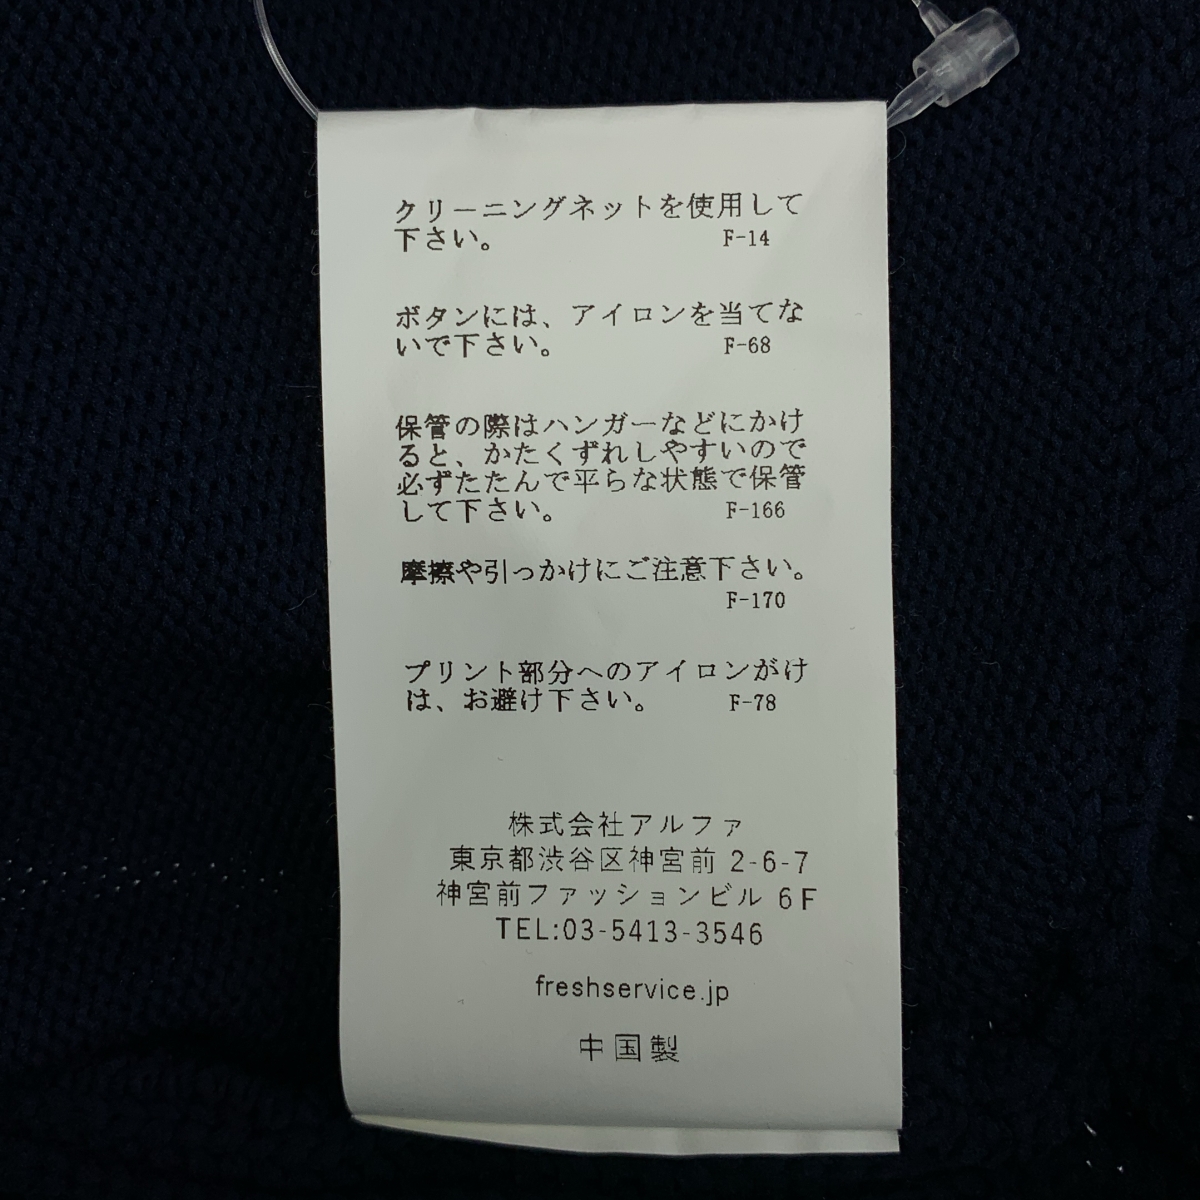 クリーニングネットを使用して
下さい。 F-14
ボタンには、アイロンを当てな
いで下さい。 F-68
保管の際はハンガーなどにかけ
ると、かたくずれしやすいので
必ずたたんで平らな状態で保管
して下さい。 F-166
摩擦や引っかけにご注意下さい。
F-170
プリント部分へのアイロンがけ
は、お避け下さい。 F-78
株式会社アルファ
東京都渋谷区神宮前 2-6-7
神宮前ファッションビル 6F
TEL:03-5413-3546
freshservice.jp
中国製